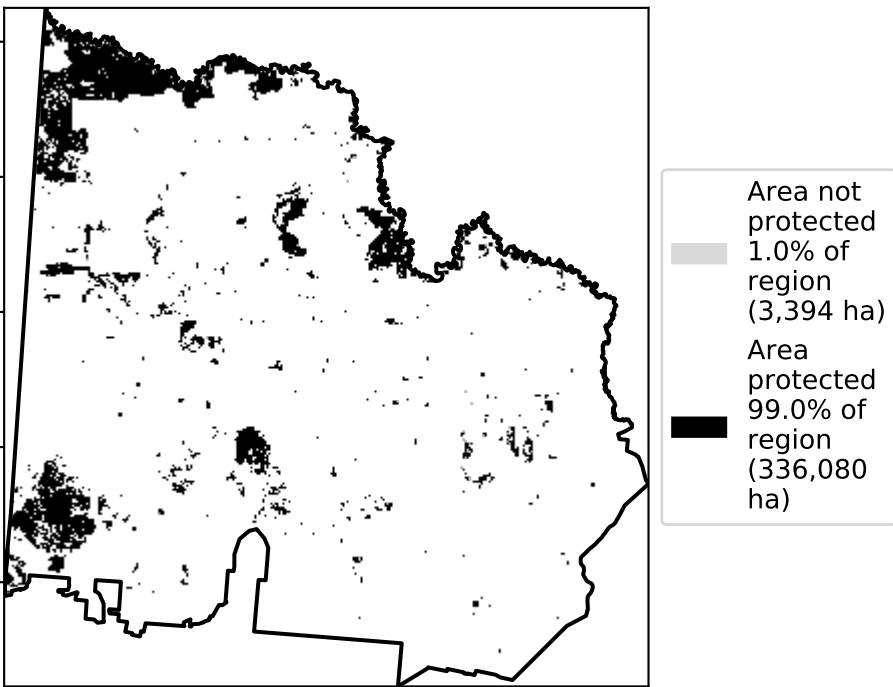 Area not
protected
1.0% of
region
(3,394 ha)
Area
protected
99.0% of
region
(336,080
ha)